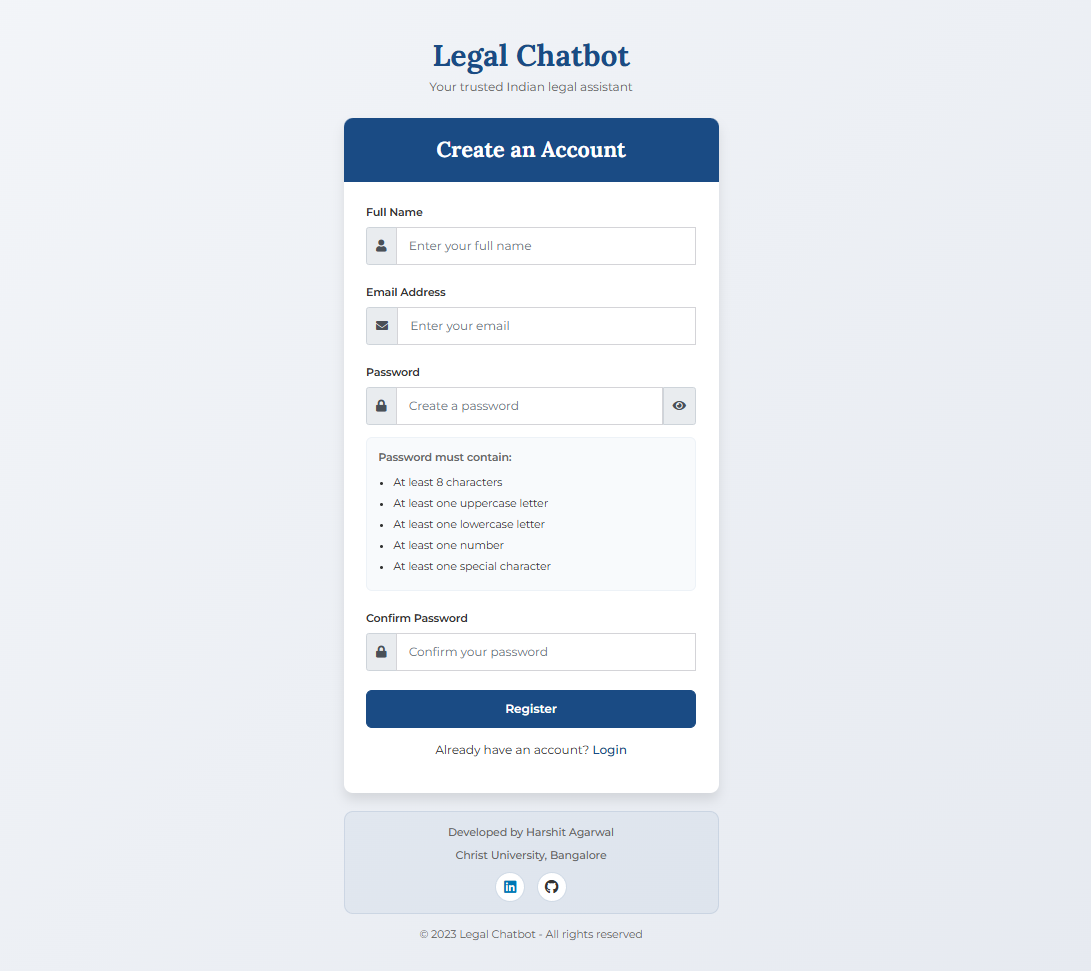 Legal Chatbot
Your trusted Indian legal assistant
Create an Account
Full Name
Enter your full name
Email Address
Enter your email
Password
Create a password
Password must contain:
At least 8 characters
At least one uppercase letter
At least one lowercase letter
At least one number
At least one special character
Confirm Password
Confirm your password
Register
Already have an account? Login
Developed by Harshit Agarwal
Christ University, Bangalore
© 2023 Legal Chatbot - All rights reserved